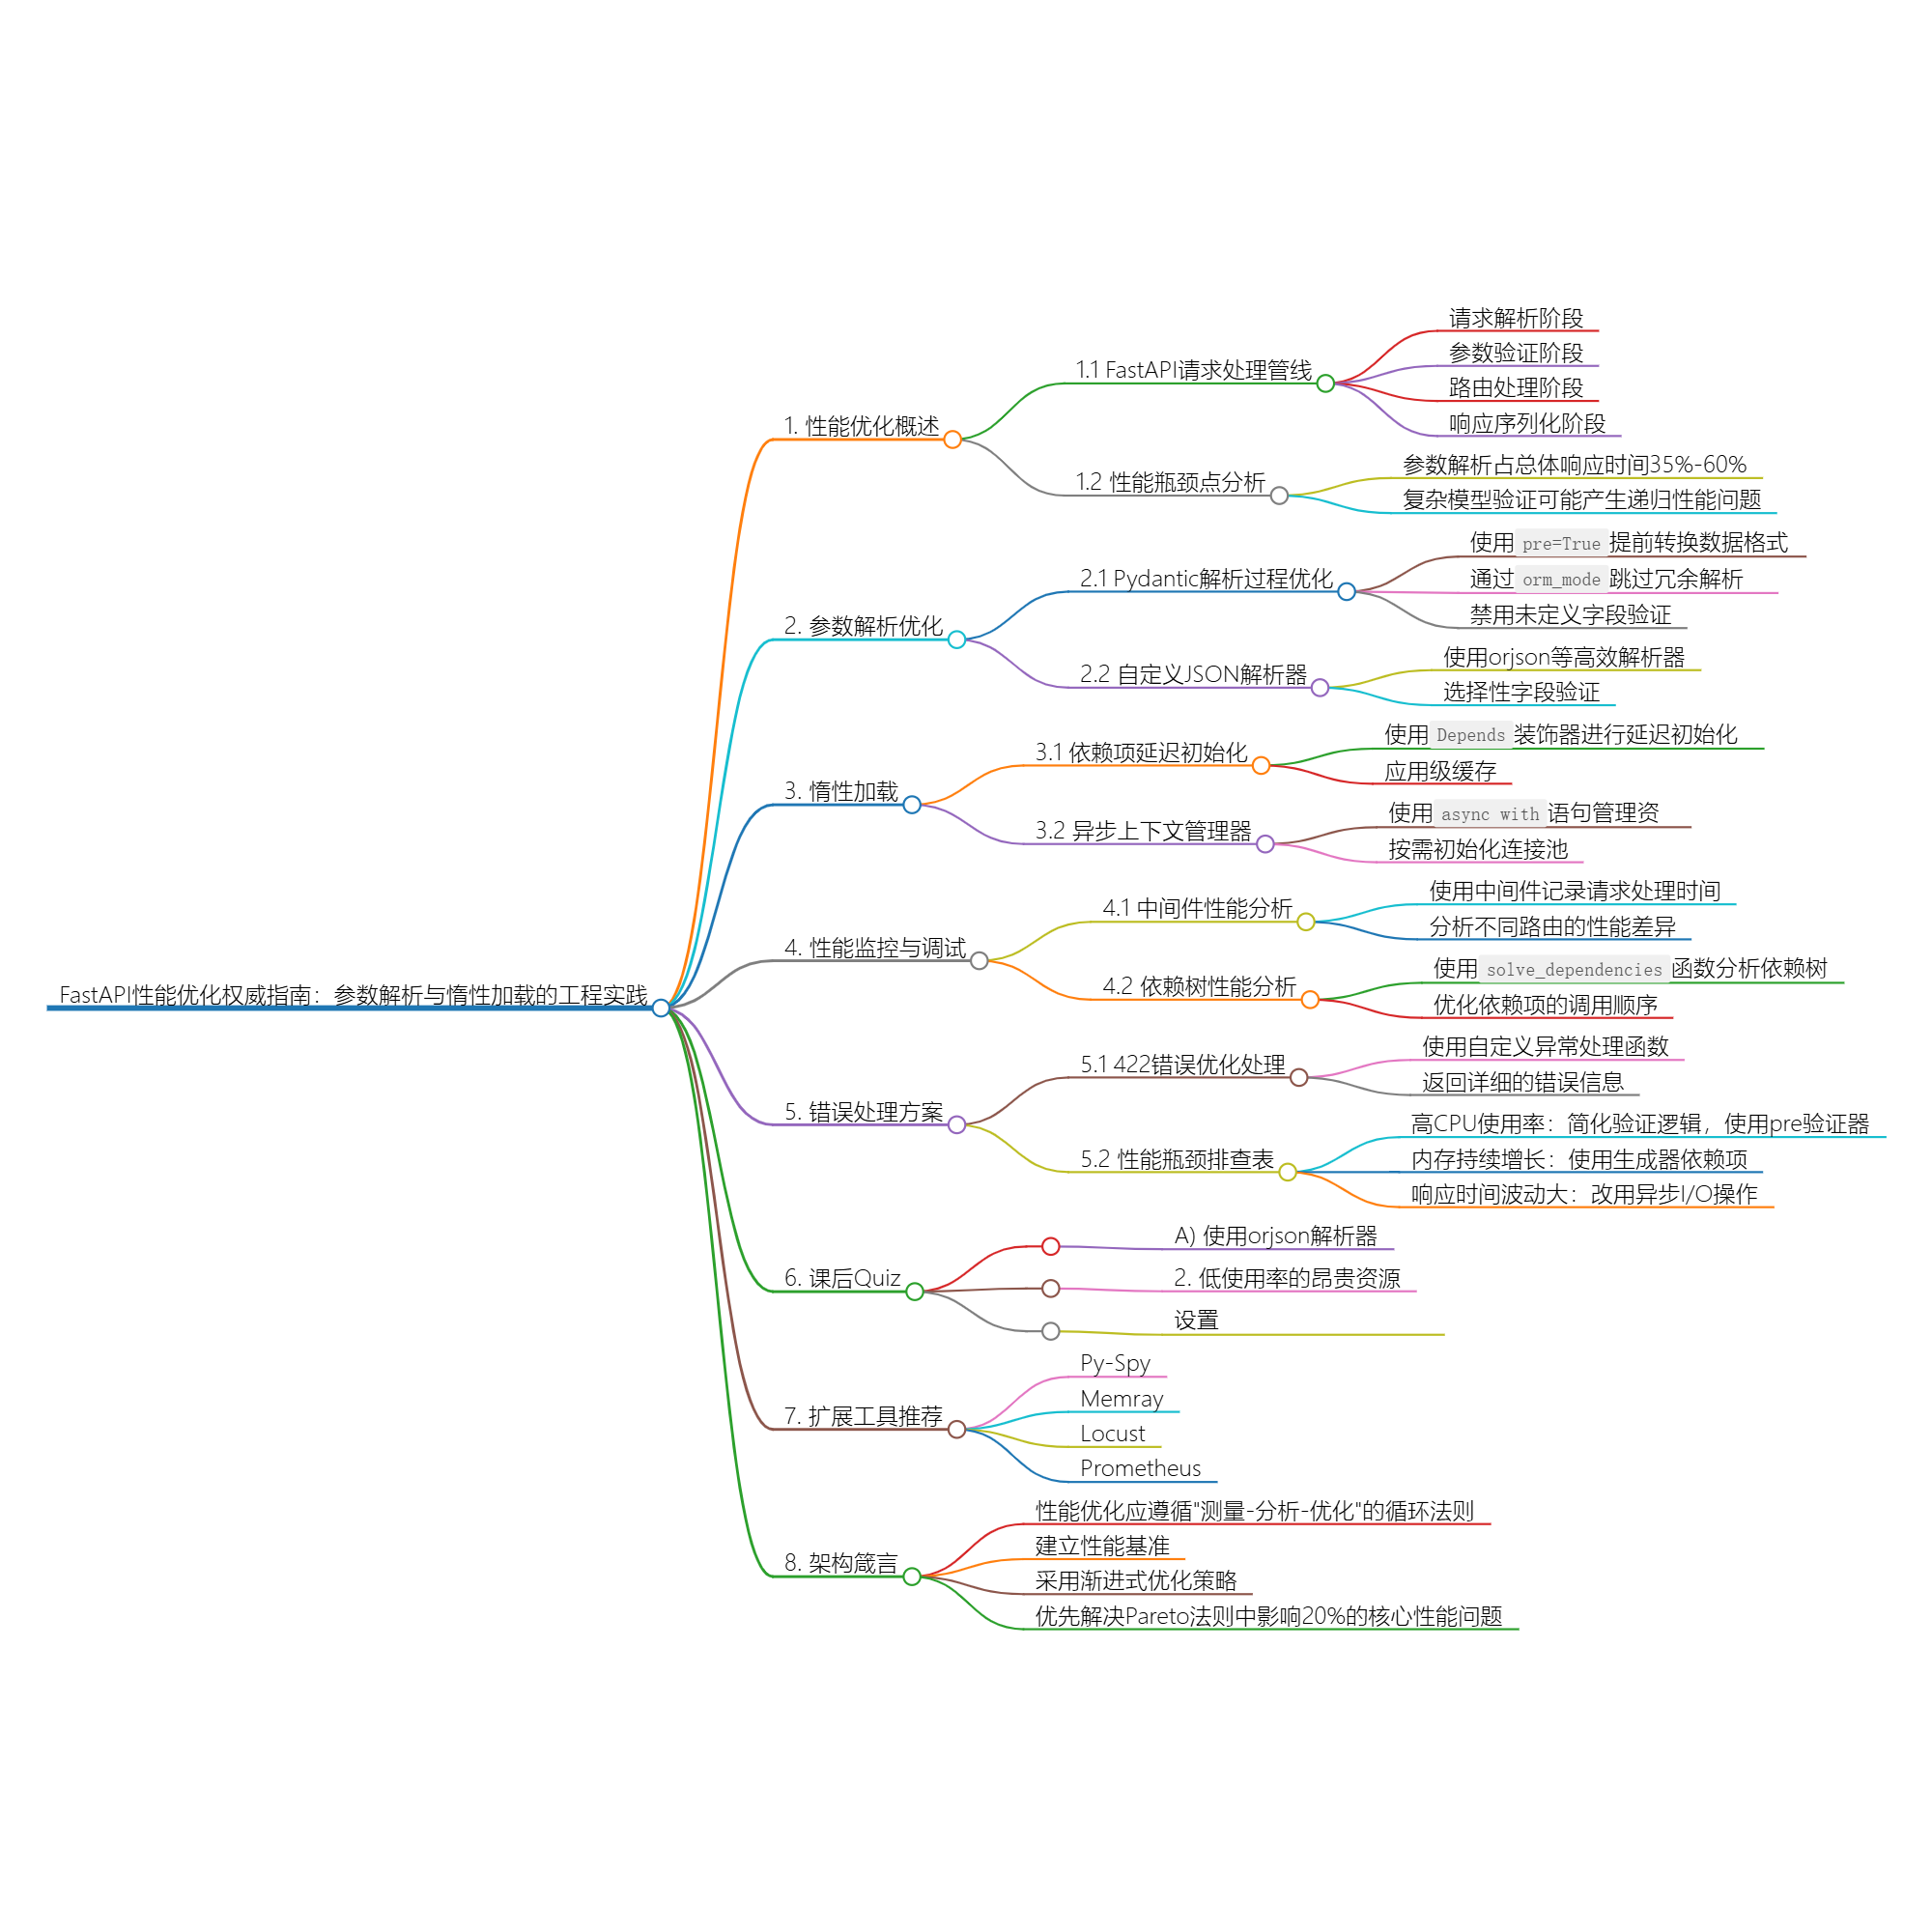 FastAPI性能优化权威指南：参数解析与惰性加载的工程实践
1. 性能优化概述
1.1 FastAPI请求处理管线
请求解析阶段
参数验证阶段
路由处理阶段
响应序列化阶段
1.2 性能瓶颈点分析
参数解析占总体响应时间35%-60%
复杂模型验证可能产生递归性能问题
2. 参数解析优化
2.1 Pydantic解析过程优化
使用 pre=True 提前转换数据格式
通过 orm_mode 跳过冗余解析
禁用未定义字段验证
2.2 自定义JSON解析器
使用orjson等高效解析器
选择性字段验证
3. 惰性加载
3.1 依赖项延迟初始化
使用 Depends 装饰器进行延迟初始化
应用级缓存
3.2 异步上下文管理器
使用 async with 语句管理资
按需初始化连接池
4. 性能监控与调试
4.1 中间件性能分析
使用中间件记录请求处理时间
分析不同路由的性能差异
4.2 依赖树性能分析
使用 solve_dependencies 函数分析依赖树
优化依赖项的调用顺序
5. 错误处理方案
5.1 422错误优化处理
使用自定义异常处理函数
返回详细的错误信息
5.2 性能瓶颈排查表
高CPU使用率：简化验证逻辑，使用pre验证器
内存持续增长：使用生成器依赖项
响应时间波动大：改用异步I/O操作
6. 课后Quiz
A) 使用orjson解析器
2. 低使用率的昂贵资源
设置
7. 扩展工具推荐
Py-Spy
Memray
Locust
Prometheus
8. 架构箴言
性能优化应遵循"测量-分析-优化"的循环法则
建立性能基准
采用渐进式优化策略
优先解决Pareto法则中影响20%的核心性能问题